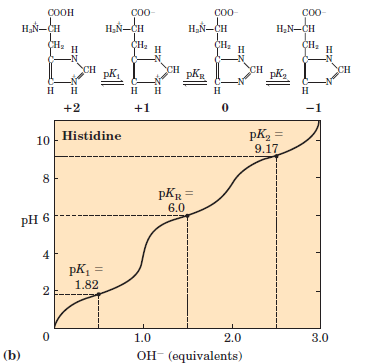 COOH COO⁻ COO⁻ COO⁻
H₃N⁺–CH H₃N⁺–CH H₃N⁺–CH H₂N–CH
CH₂ H CH₂ H CH₂ H CH₂ H
C–N C–N C–N C–N
CH pK₁ CH pKR CH pK₂ CH
C–N⁺ C–N⁺ C–N C–N
H H H H H H
+2 +1 0 −1
Histidine
pK₂ =
9.17
pKR =
6.0
pK₁ =
1.82
10
8
pH 6
4
2
0 1.0 2.0 3.0
(b) OH⁻ (equivalents)